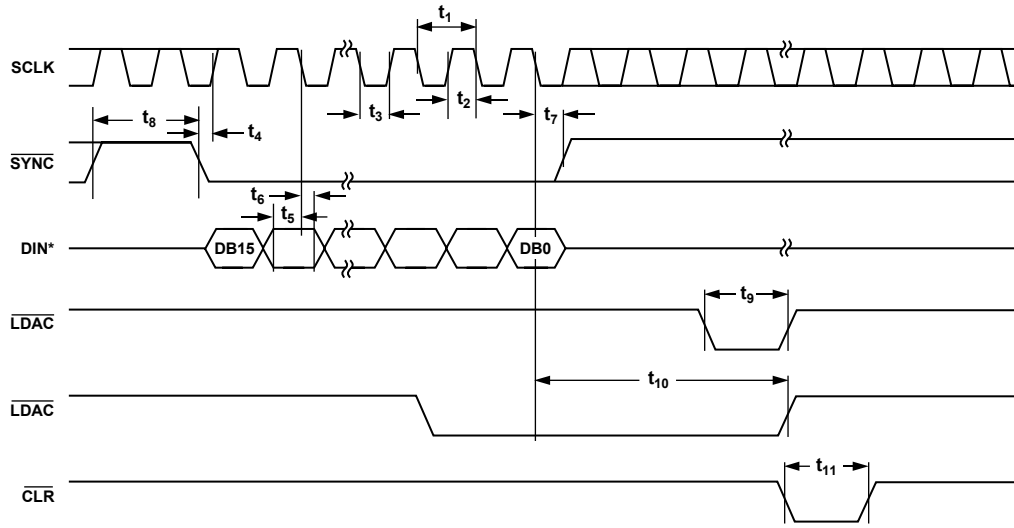 t1
SCLK
t2
t3
t7
t8
t4
SYNC
t6
t5
DIN*
DB15
DB0
t9
LDAC
t10
LDAC
t11
CLR